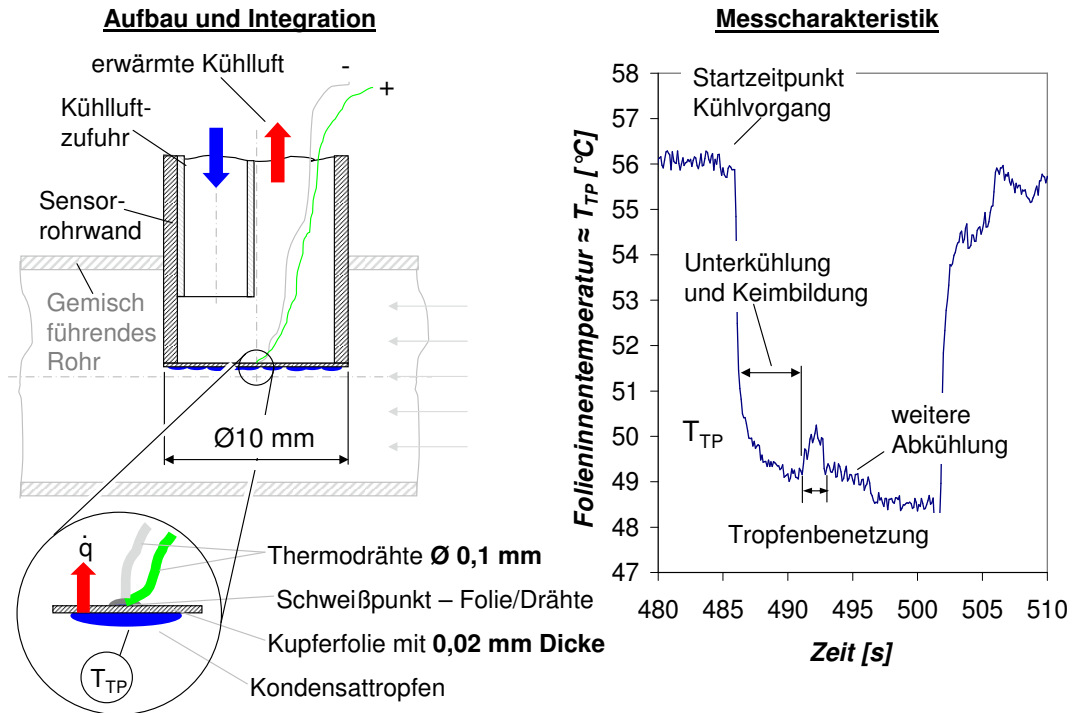 Aufbau und Integration
erwärmte Kühlluft
-
+
Kühlluft-
zufuhr
Sensor-
rohrwand
Gemisch
führendes
Rohr
Ø10 mm
q̇
Thermodrähte Ø 0,1 mm
Schweißpunkt – Folie/Drähte
Kupferfolie mit 0,02 mm Dicke
T_TP
Kondensattropfen
Messcharakteristik
Folieninnentemperatur ≈ T_TP [°C]
58
57
56
55
54
53
52
51
50
49
48
47
Startzeitpunkt
Kühlvorgang
Unterkühlung
und Keimbildung
T_TP
weitere
Abkühlung
Tropfenbenetzung
480 485 490 495 500 505 510
Zeit [s]